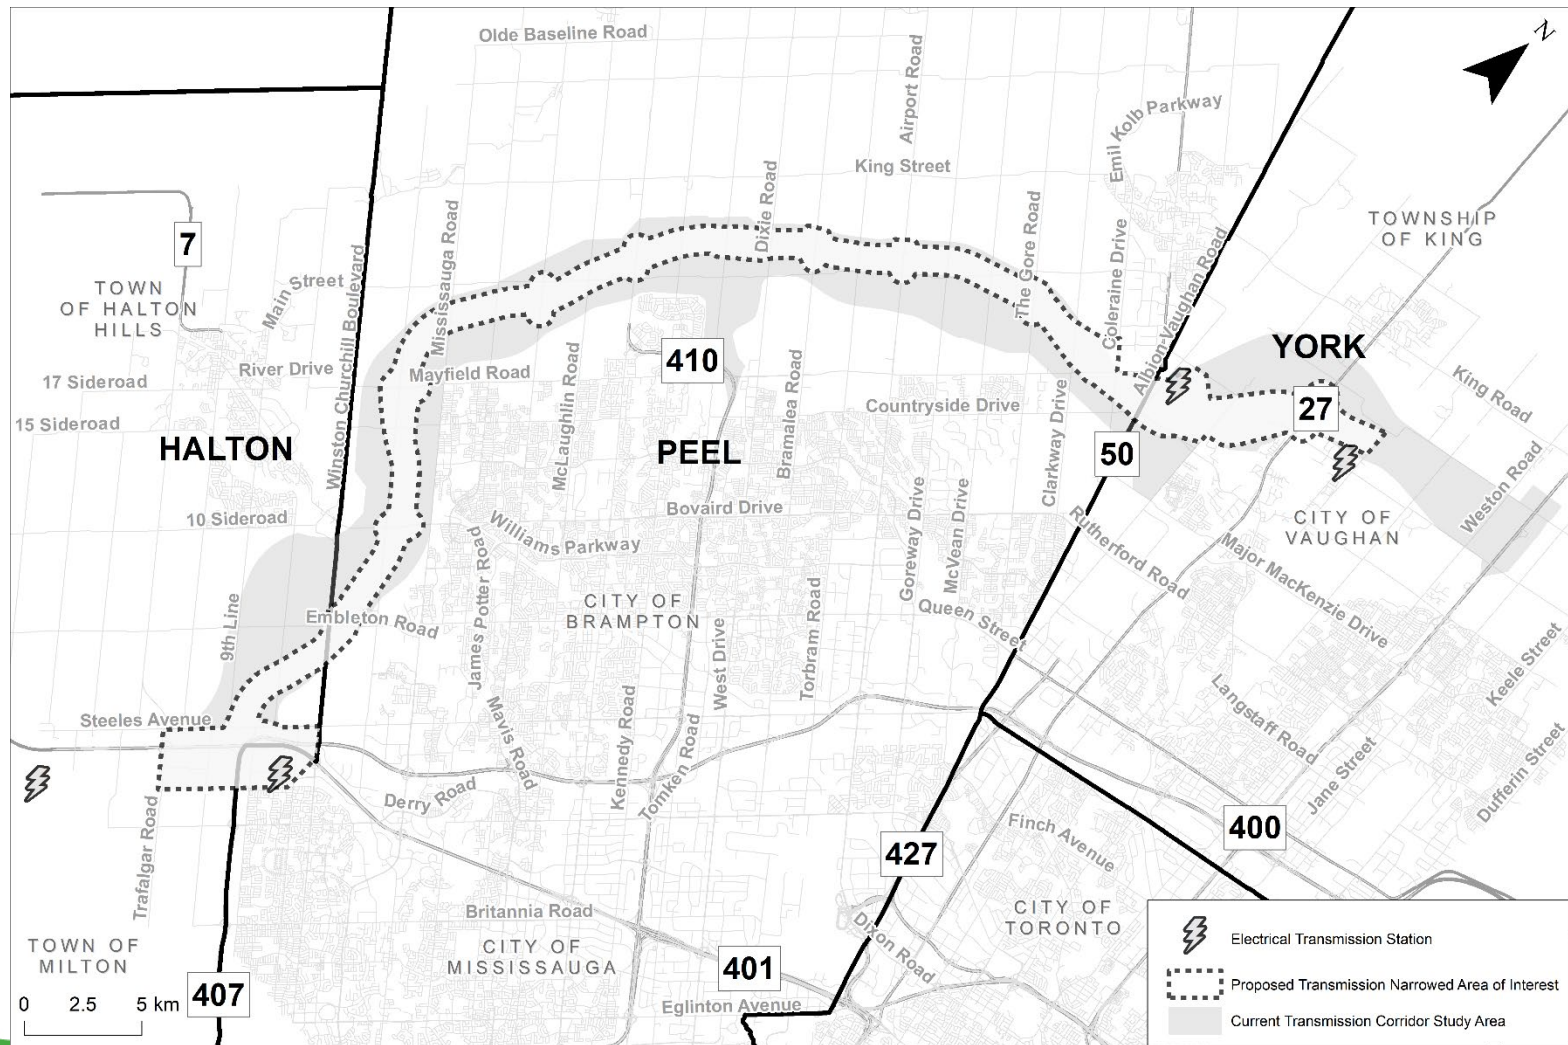 N
Olde Baseline Road
Airport Road
Emil Kolb Parkway
King Street
Dixie Road
Mississauga Road
The Gore Road
Coleraine Drive
Albion-Vaughan Road
TOWNSHIP
OF KING
7
TOWN
OF HALTON
HILLS
Main Street
Winston Churchill Boulevard
River Drive
17 Sideroad
15 Sideroad
HALTON
10 Sideroad
Mayfield Road
McLaughlin Road
410
Bramalea Road
Countryside Drive
PEEL
Bovaird Drive
Clarkway Drive
50
YORK
27
King Road
Weston Road
CITY OF
VAUGHAN
Rutherford Road
Major MacKenzie Drive
Williams Parkway
James Potter Road
Goreway Drive
McVean Drive
CITY OF
BRAMPTON
Queen Street
9th Line
Embleton Road
West Drive
Torbram Road
Keele Street
Langstaff Road
Jane Street
Dufferin Street
Steeles Avenue
Mavis Road
Kennedy Road
Tomken Road
Derry Road
Trafalgar Road
427
Finch Avenue
400
Britannia Road
CITY OF
MISSISSAUGA
CITY OF
TORONTO
Dixon Road
TOWN OF
MILTON
407
401
Eglinton Avenue
0 2.5 5 km
Electrical Transmission Station
Proposed Transmission Narrowed Area of Interest
Current Transmission Corridor Study Area